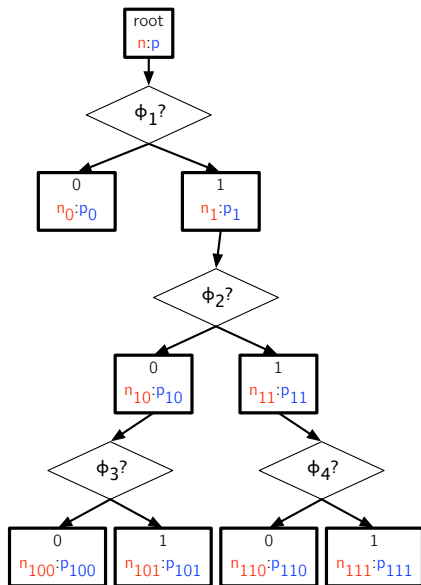 root
n:p
ϕ₁?
0
n₀:p₀
1
n₁:p₁
ϕ₂?
0
n₁₀:p₁₀
1
n₁₁:p₁₁
ϕ₃?
ϕ₄?
0
n₁₀₀:p₁₀₀
1
n₁₀₁:p₁₀₁
0
n₁₁₀:p₁₁₀
1
n₁₁₁:p₁₁₁